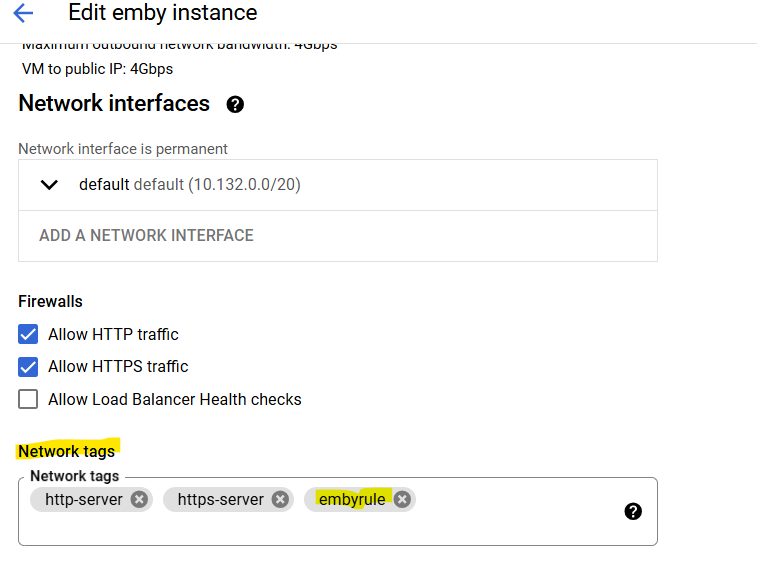 Edit emby instance
Maximum outbound network bandwidth: 4Gbps
VM to public IP: 4Gbps
Network interfaces
Network interface is permanent
default default (10.132.0.0/20)
ADD A NETWORK INTERFACE
Firewalls
Allow HTTP traffic
Allow HTTPS traffic
Allow Load Balancer Health checks
Network tags
Network tags
http-server https-server embyrule